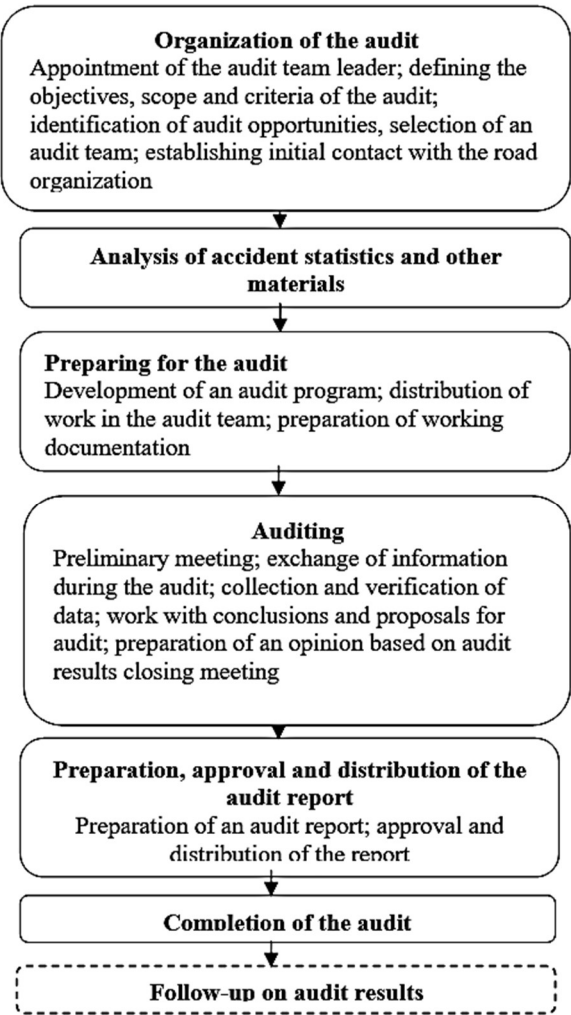 Organization of the audit
Appointment of the audit team leader; defining the
objectives, scope and criteria of the audit;
identification of audit opportunities, selection of an
audit team; establishing initial contact with the road
organization
Analysis of accident statistics and other
materials
Preparing for the audit
Development of an audit program; distribution of
work in the audit team; preparation of working
documentation
Auditing
Preliminary meeting; exchange of information
during the audit; collection and verification of
data; work with conclusions and proposals for
audit; preparation of an opinion based on audit
results closing meeting
Preparation, approval and distribution of the
audit report
Preparation of an audit report; approval and
distribution of the report
Completion of the audit
Follow-up on audit results